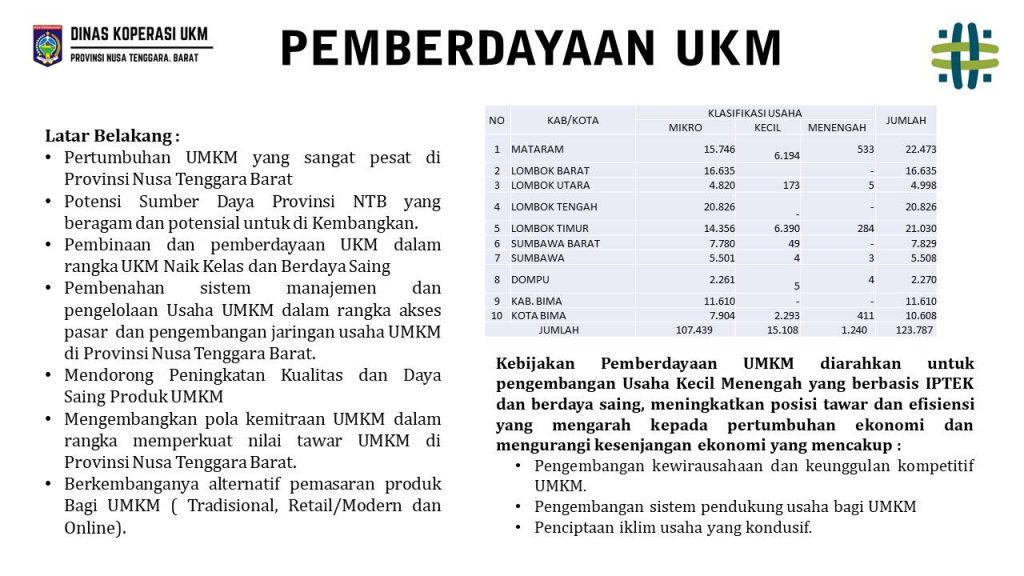 DINAS KOPERASI UKM
PROVINSI NUSA TENGGARA. BARAT
PEMBERDAYAAN UKM
Latar Belakang :
• Pertumbuhan UMKM yang sangat pesat di
Provinsi Nusa Tenggara Barat
• Potensi Sumber Daya Provinsi NTB yang
beragam dan potensial untuk di Kembangkan.
• Pembinaan dan pemberdayaan UKM dalam
rangka UKM Naik Kelas dan Berdaya Saing
• Pembenahan sistem manajemen dan
pengelolaan Usaha UMKM dalam rangka akses
pasar dan pengembangan jaringan usaha UMKM
di Provinsi Nusa Tenggara Barat.
• Mendorong Peningkatan Kualitas dan Daya
Saing Produk UMKM
• Mengembangkan pola kemitraan UMKM dalam
rangka memperkuat nilai tawar UMKM di
Provinsi Nusa Tenggara Barat.
• Berkembanganya alternatif pemasaran produk
Bagi UMKM ( Tradisional, Retail/Modern dan
Online).
NO KAB/KOTA KLASIFIKASI USAHA JUMLAH
MIKRO KECIL MENENGAH
1 MATARAM 15.746 6.194 533 22.473
2 LOMBOK BARAT 16.635 - 16.635
3 LOMBOK UTARA 4.820 173 5 4.998
4 LOMBOK TENGAH 20.826 - - 20.826
5 LOMBOK TIMUR 14.356 6.390 284 21.030
6 SUMBAWA BARAT 7.780 49 - 7.829
7 SUMBAWA 5.501 4 3 5.508
8 DOMPU 2.261 5 4 2.270
9 KAB. BIMA 11.610 - - 11.610
10 KOTA BIMA 7.904 2.293 411 10.608
JUMLAH 107.439 15.108 1.240 123.787
Kebijakan Pemberdayaan UMKM diarahkan untuk
pengembangan Usaha Kecil Menengah yang berbasis IPTEK
dan berdaya saing, meningkatkan posisi tawar dan efisiensi
yang mengarah kepada pertumbuhan ekonomi dan
mengurangi kesenjangan ekonomi yang mencakup :
• Pengembangan kewirausahaan dan keunggulan kompetitif
UMKM.
• Pengembangan sistem pendukung usaha bagi UMKM
• Penciptaan iklim usaha yang kondusif.